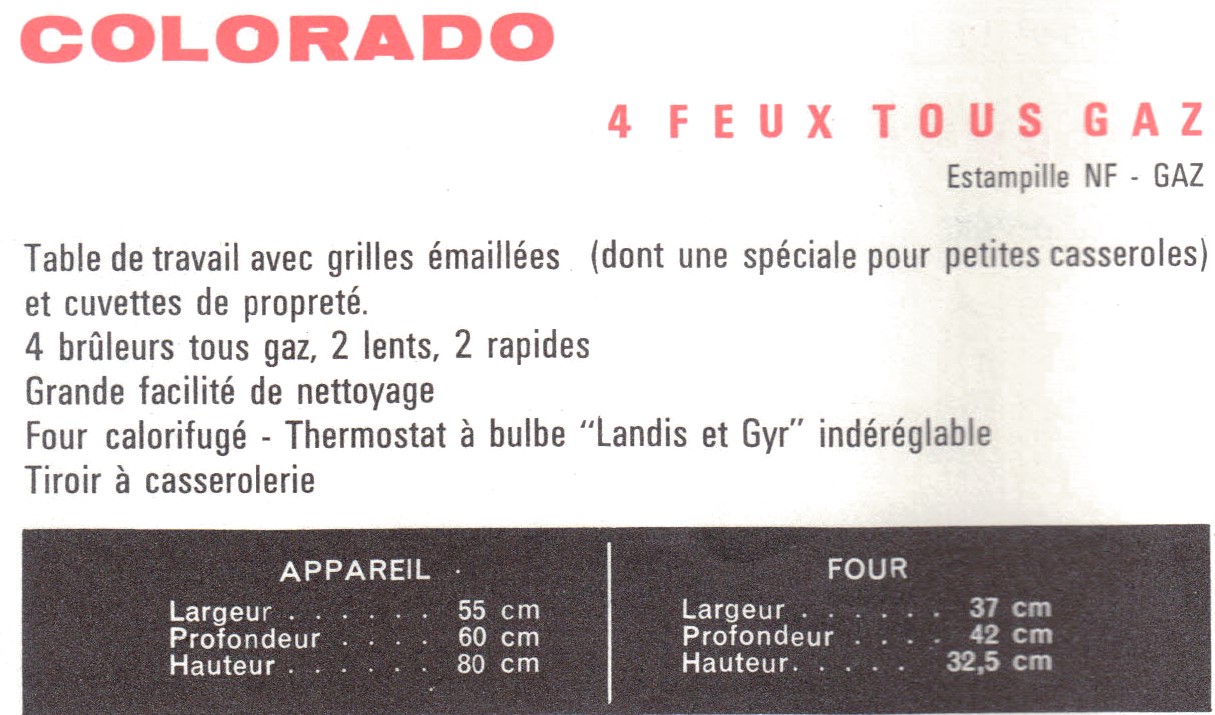 COLORADO
4 FEUX TOUS GAZ
Estampille NF - GAZ
Table de travail avec grilles émaillées (dont une spéciale pour petites casseroles)
et cuvettes de propreté.
4 brûleurs tous gaz, 2 lents, 2 rapides
Grande facilité de nettoyage
Four calorifugé - Thermostat à bulbe "Landis et Gyr" indéréglable
Tiroir à casserolerie
APPAREIL
Largeur . . . . . . 55 cm
Profondeur . . . . 60 cm
Hauteur . . . . . . 80 cm
FOUR
Largeur . . . . . . 37 cm
Profondeur . . . . 42 cm
Hauteur . . . . . 32,5 cm